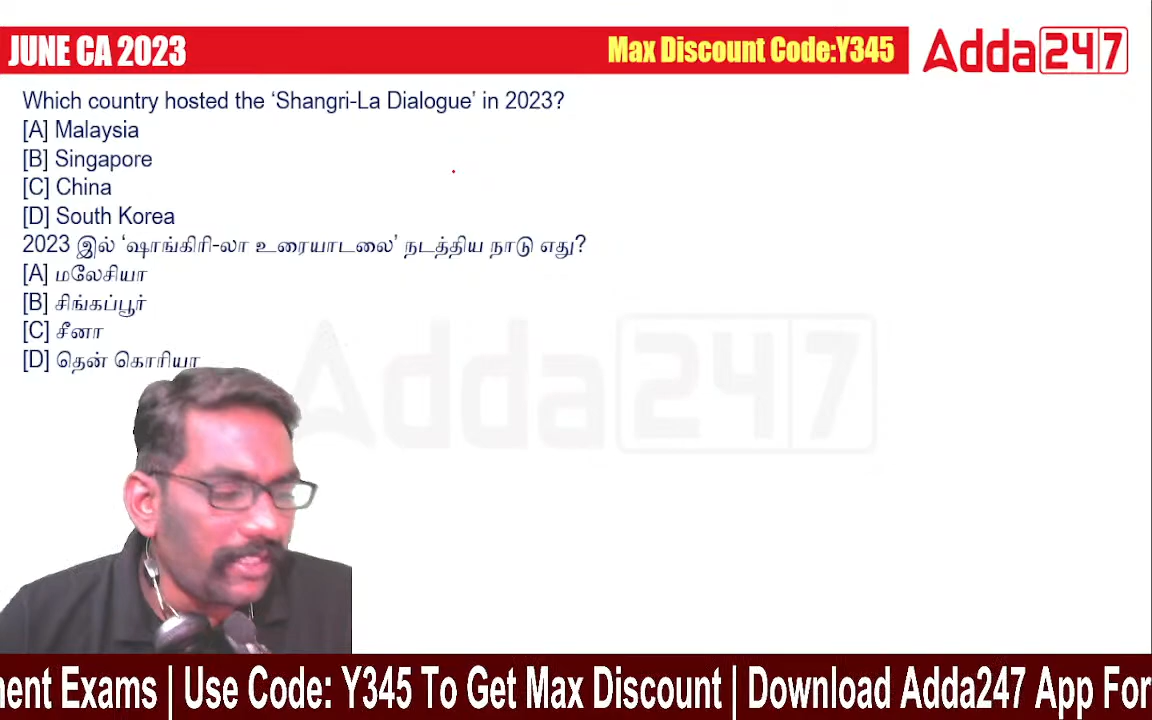 JUNE CA 2023
Max Discount Code:Y345
Adda247
Which country hosted the ‘Shangri-La Dialogue’ in 2023?
[A] Malaysia
[B] Singapore
[C] China
[D] South Korea
2023 இல் ‘ஷாங்கிரி-லா உரையாடலை’ நடத்திய நாடு எது?
[A] மலேசியா
[B] சிங்கப்பூர்
[C] சீனா
[D] தென் கொரியா
Adda247
ment Exams | Use Code: Y345 To Get Max Discount | Download Adda247 App For